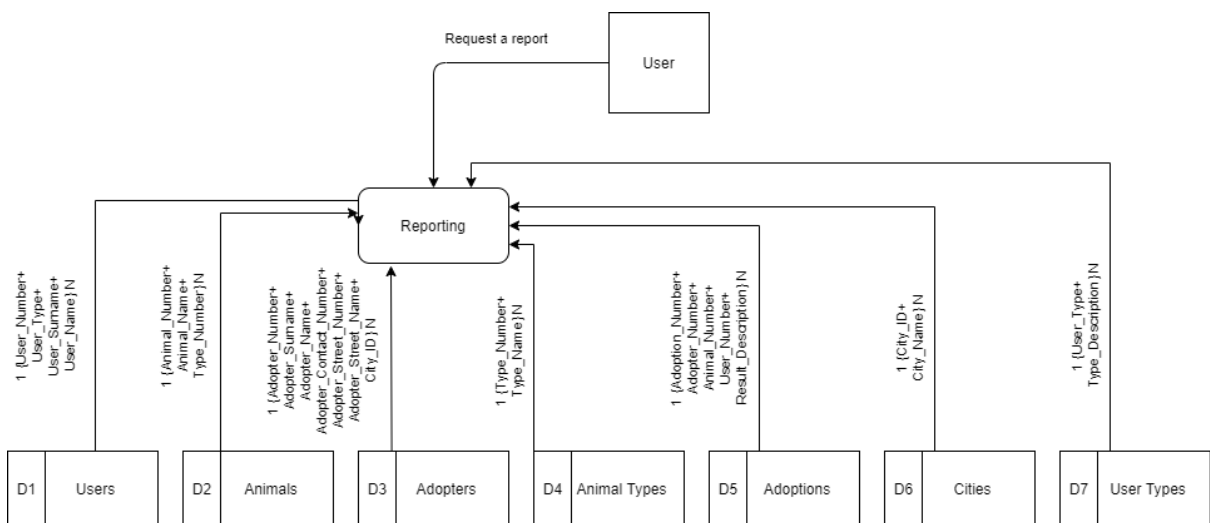 Request a report
User
Reporting
1 {User_Number+
User_Type+
User_Surname+
User_Name}N
1 {Animal_Number+
Animal_Name+
Type_Number}N
1 {Adopter_Number+
Adopter_Surname+
Adopter_Name+
Adopter_Contact_Number+
Adopter_Street_Number+
Adopter_Street_Name+
City_ID}N
1 {Type_Number+
Type_Name}N
1 {Adoption_Number+
Adopter_Number+
Animal_Number+
User_Number+
Result_Description}N
1 {City_ID+
City_Name}N
1 {User_Type+
Type_Description}N
D1 Users
D2 Animals
D3 Adopters
D4 Animal Types
D5 Adoptions
D6 Cities
D7 User Types